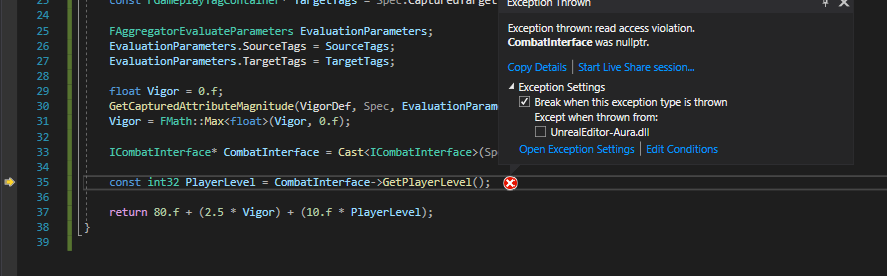 Exception Thrown
23 const FGameplayTagContainer* TargetTags = Spec.CapturedTarget
24
25 FAggregatorEvaluateParameters EvaluationParameters;
26 EvaluationParameters.SourceTags = SourceTags;
27 EvaluationParameters.TargetTags = TargetTags;
28
29 float Vigor = 0.f;
30 GetCapturedAttributeMagnitude(VigorDef, Spec, EvaluationParam
31 Vigor = FMath::Max<float>(Vigor, 0.f);
32
33 ICombatInterface* CombatInterface = Cast<ICombatInterface>(Sp
34
35 const int32 PlayerLevel = CombatInterface->GetPlayerLevel();
36
37 return 80.f + (2.5 * Vigor) + (10.f * PlayerLevel);
38 }
39
Exception thrown: read access violation.
CombatInterface was nullptr.
Copy Details | Start Live Share session...
Exception Settings
Break when this exception type is thrown
Except when thrown from:
UnrealEditor-Aura.dll
Open Exception Settings | Edit Conditions